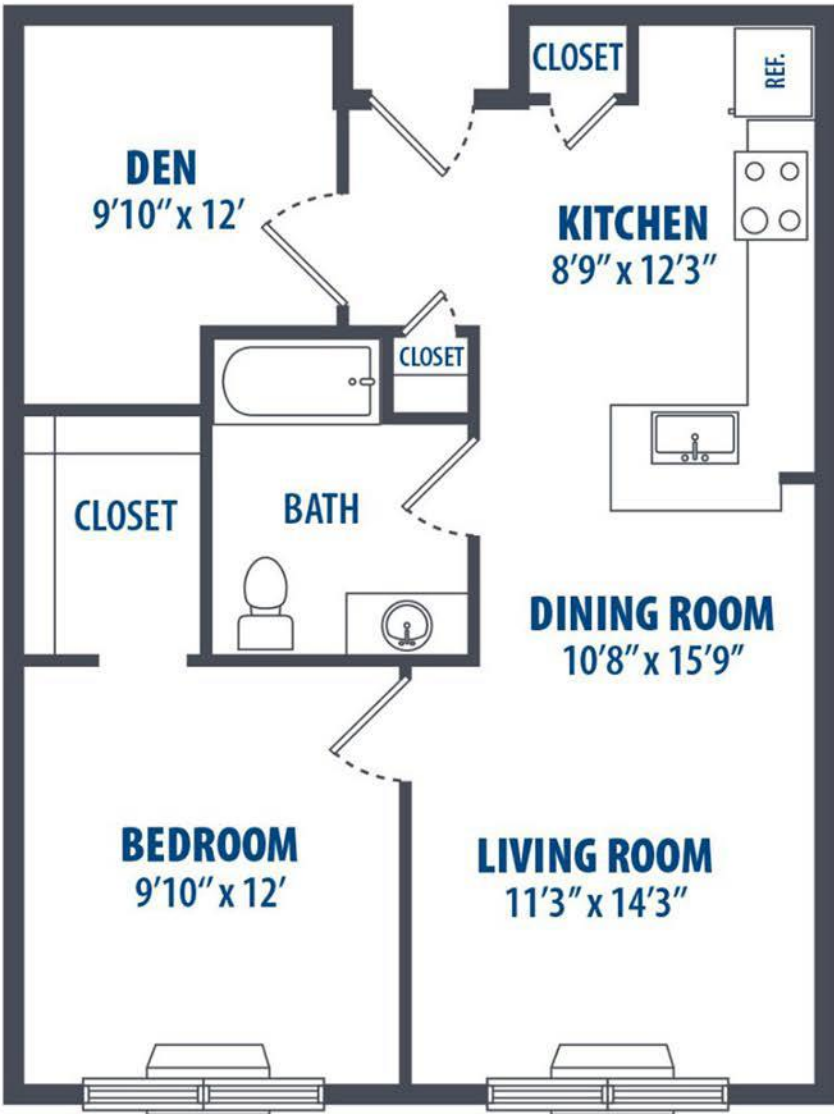 CLOSET
REF.
DEN
9'10" x 12'
KITCHEN
8'9" x 12'3"
CLOSET
CLOSET
BATH
DINING ROOM
10'8" x 15'9"
BEDROOM
9'10" x 12'
LIVING ROOM
11'3" x 14'3"